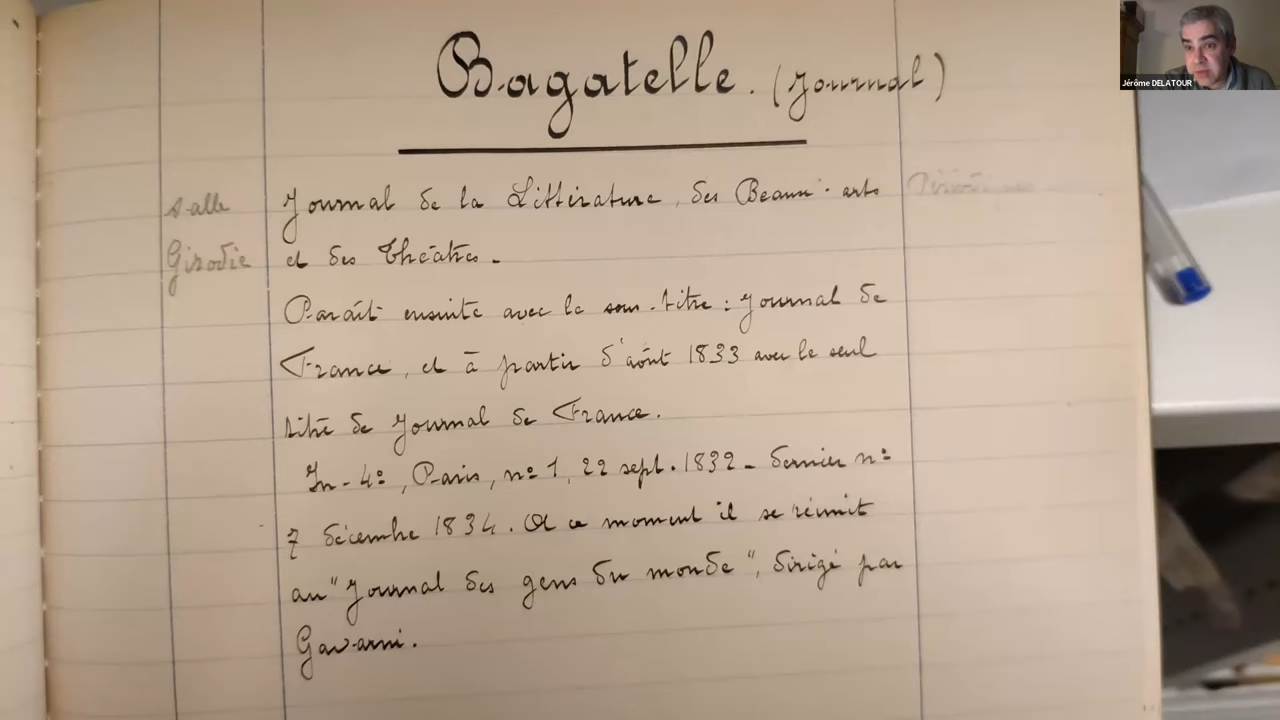 Bagatelle. (Journal)
Salle
Girodie
Journal de la Littérature, des Beaux-arts
et des Théâtres.
Paraît ensuite avec le sous-titre : Journal de
France, et à partir d'août 1833 avec le seul
titre de Journal de France.
In-4º, Paris, nº 1, 22 sept. 1832 - dernier nº
7 décembre 1834. A ce moment il se réunit
au "Journal des gens du monde", dirigé par
Gavarni.
Jérôme DELATOUR